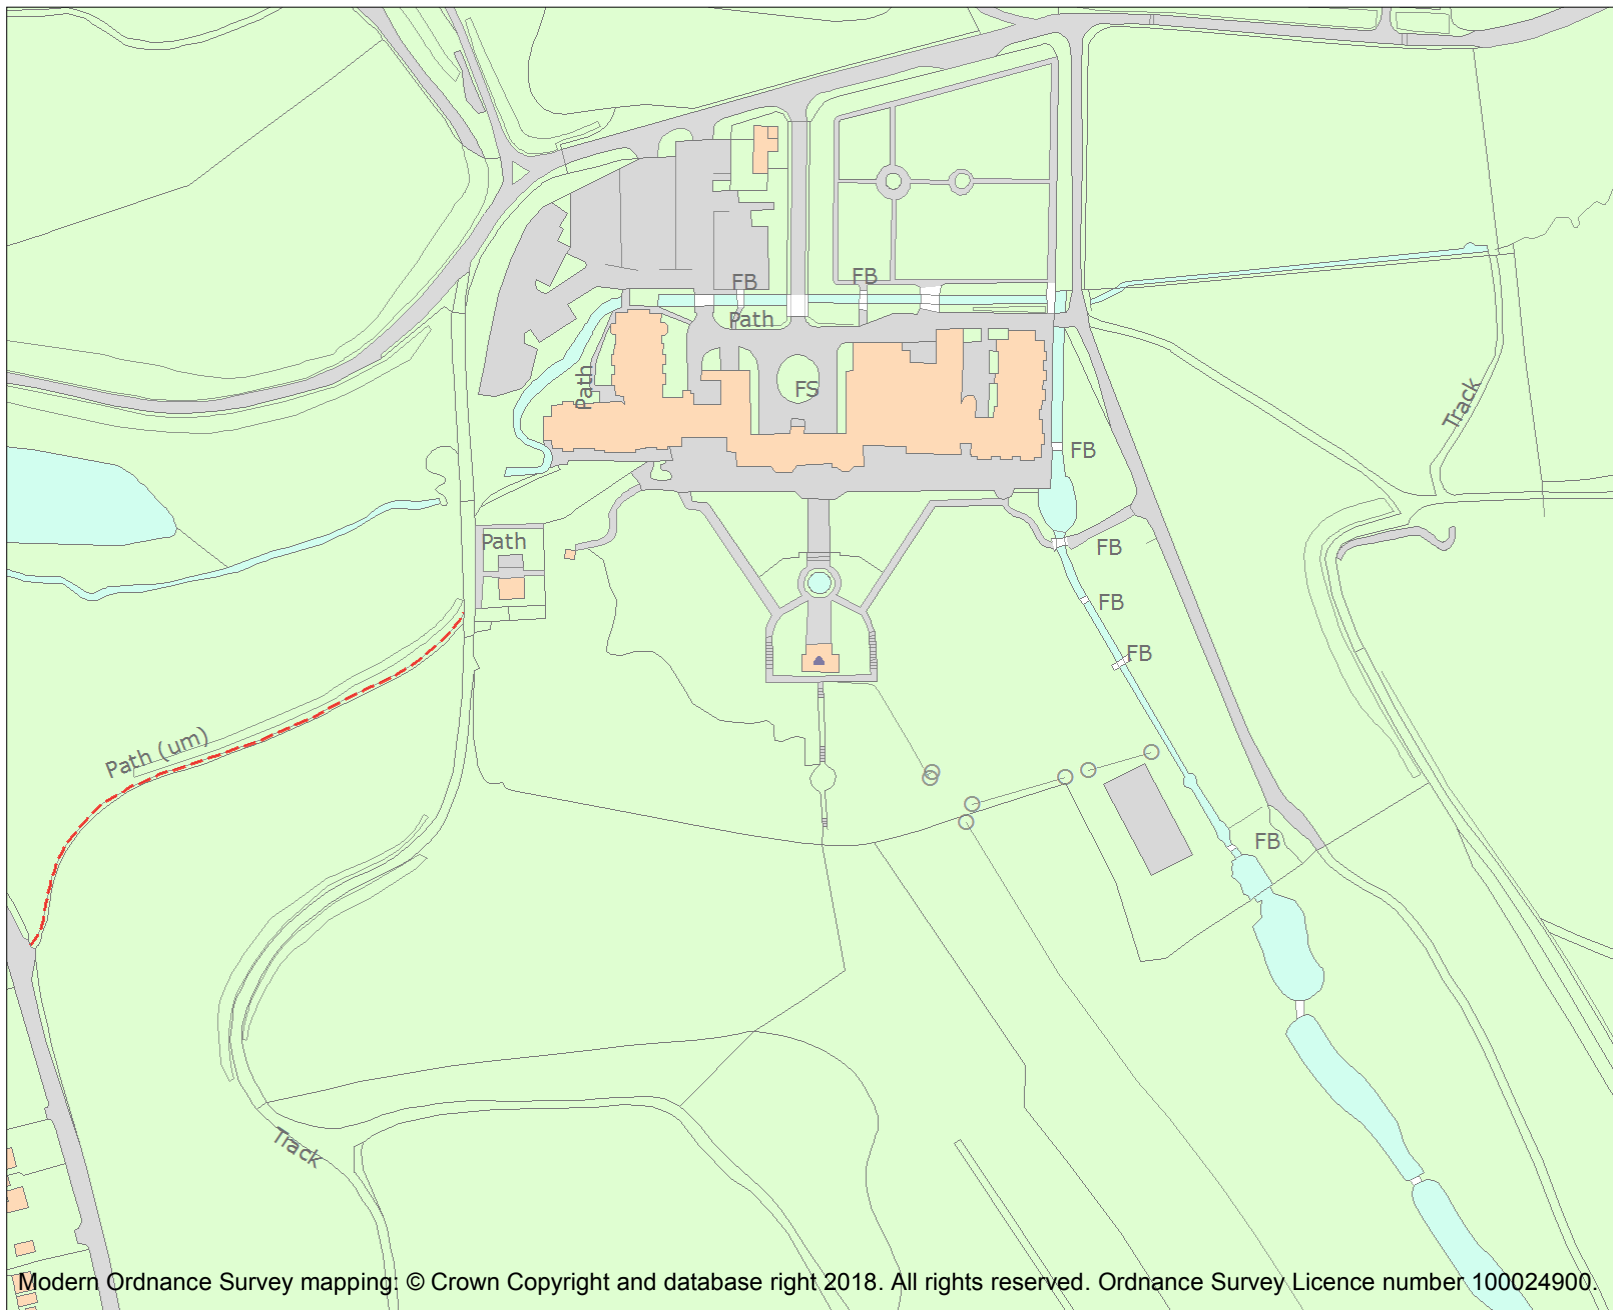 FB
FB
Path
Path
FS
Track
FB
Path
FB
FB
FB
Path (um)
FB
Track
Modern Ordnance Survey mapping: © Crown Copyright and database right 2018. All rights reserved. Ordnance Survey Licence number 100024900.